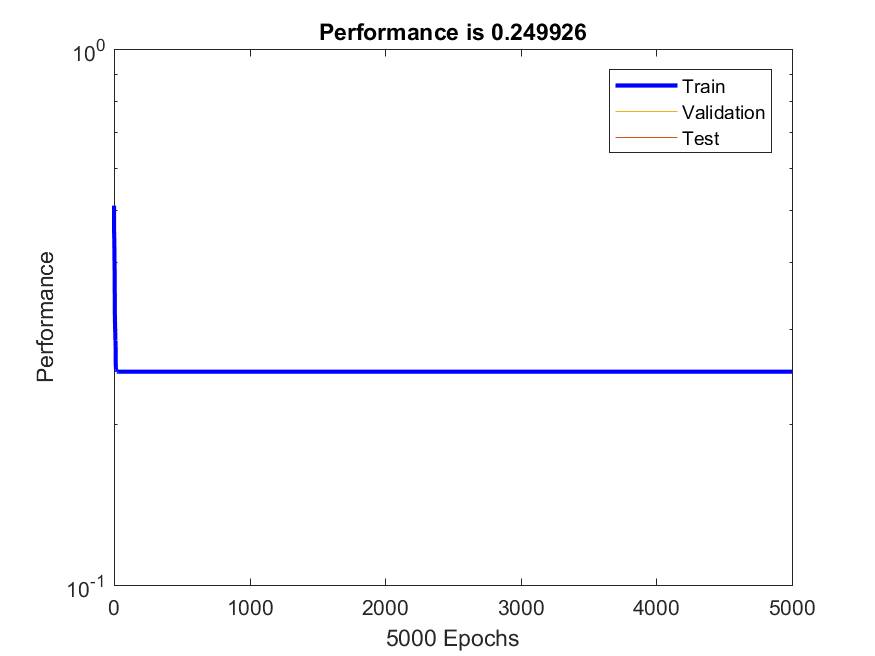 Performance is 0.249926
10^0
Train
Validation
Test
Performance
10^-1
0 1000 2000 3000 4000 5000
5000 Epochs